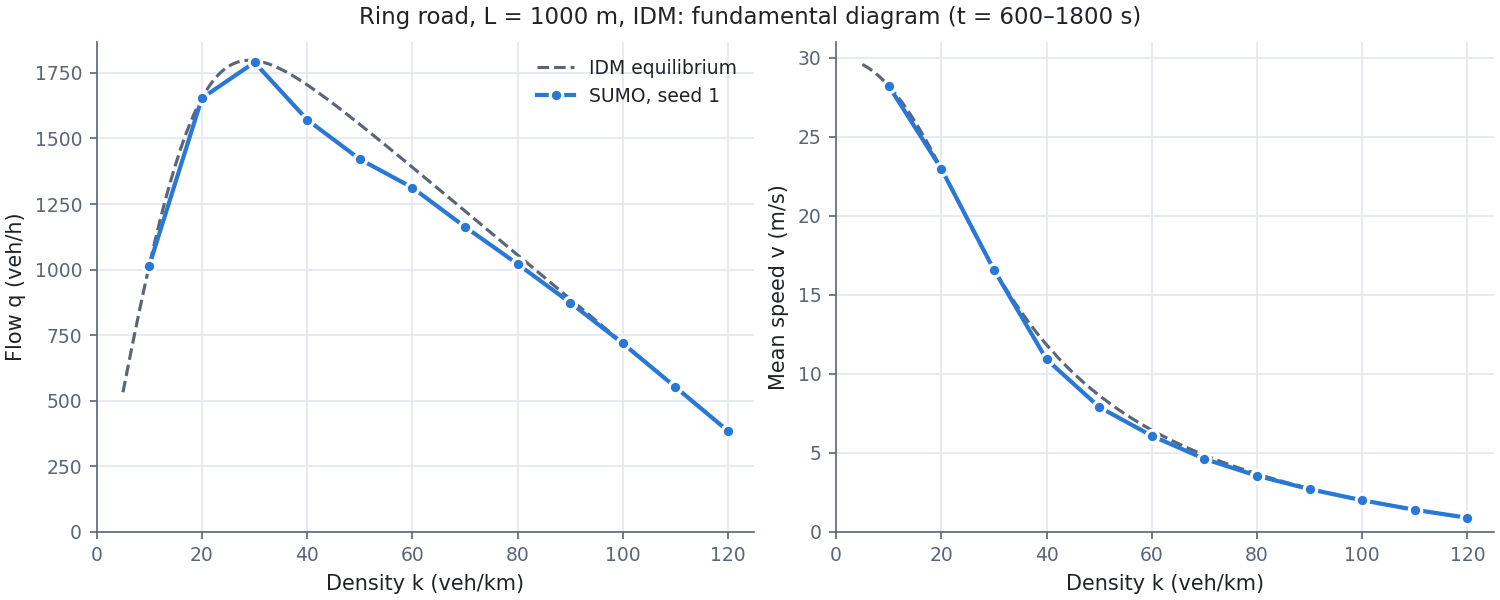 Ring road, L = 1000 m, IDM: fundamental diagram (t = 600–1800 s)
Flow q (veh/h)
1750
1500
1250
1000
750
500
250
0
IDM equilibrium
SUMO, seed 1
0 20 40 60 80 100 120
Density k (veh/km)
Mean speed v (m/s)
30
25
20
15
10
5
0
0 20 40 60 80 100 120
Density k (veh/km)